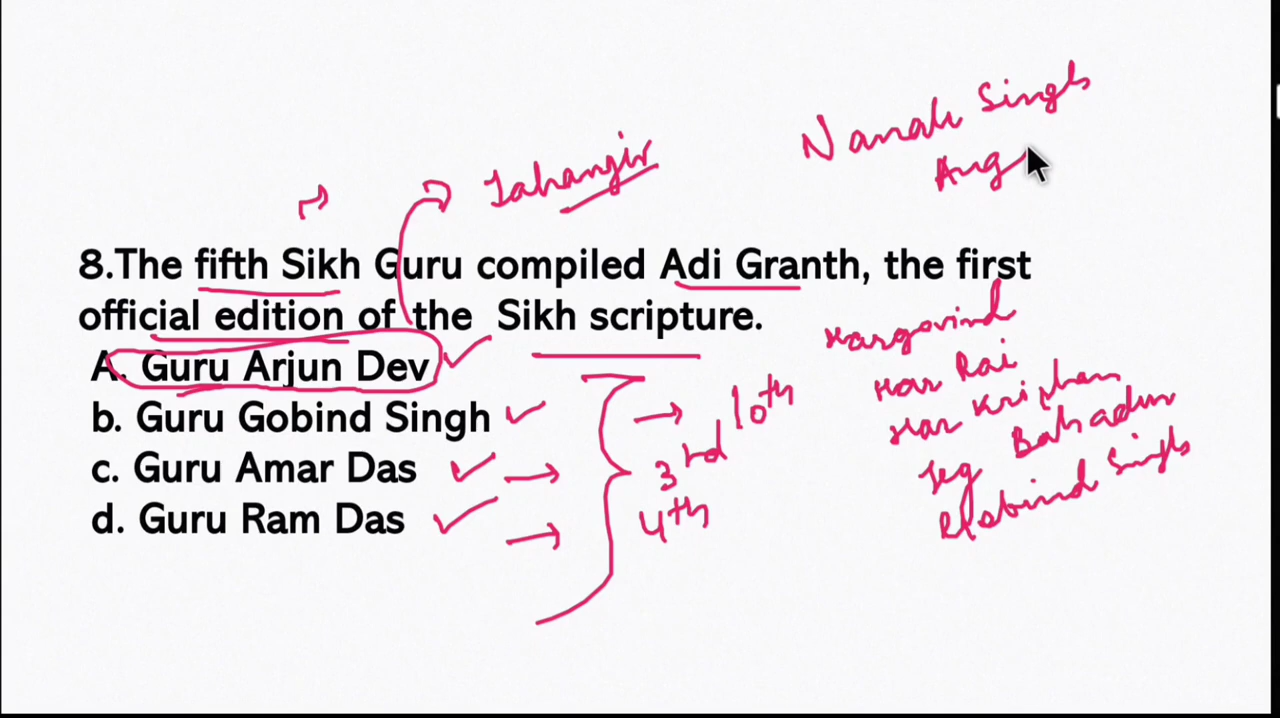 Nanak Singh
Ang
Jahangir
8.The fifth Sikh Guru compiled Adi Granth, the first
official edition of the Sikh scripture.
A. Guru Arjun Dev
b. Guru Gobind Singh
c. Guru Amar Das
d. Guru Ram Das
10th
3rd
4th
Hargovind
Har Rai
Har Krishan
Teg Bahadur
Gobind Singh